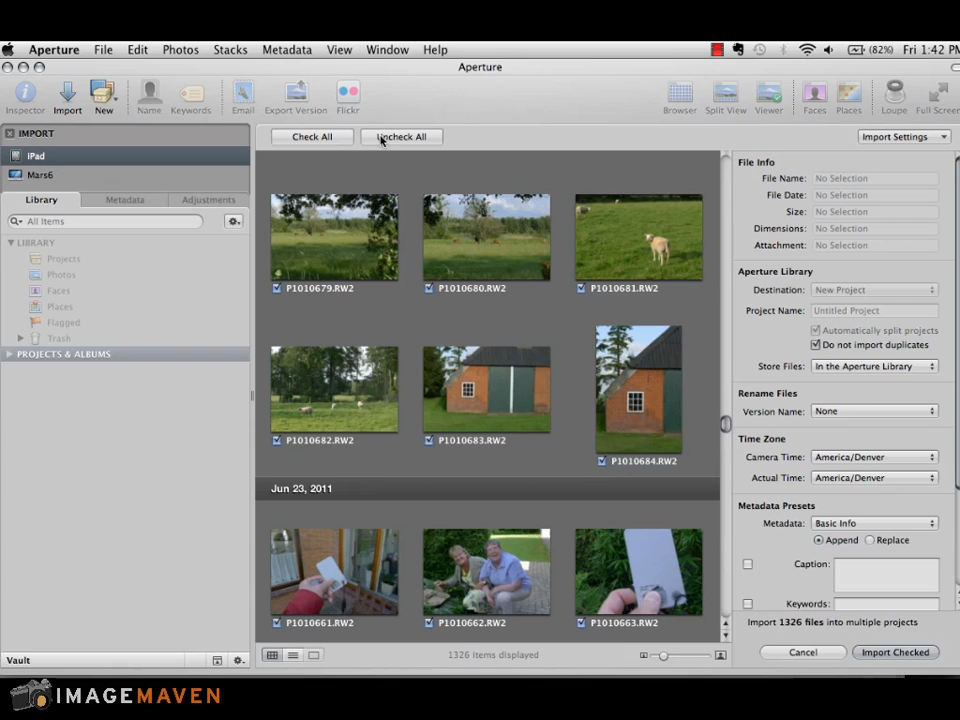 Aperture File Edit Photos Stacks Metadata View Window Help (82%) Fri 1:42 PM
Aperture
Inspector Import New Name Keywords Email Export Version Flickr Browser Split View Viewer Faces Places Loupe Full Screen
IMPORT
iPad
Mars6
Library Metadata Adjustments
All Items
LIBRARY
Projects
Photos
Faces
Places
Flagged
Trash
PROJECTS & ALBUMS
Vault
Check All Uncheck All Import Settings
P1010679.RW2 P1010680.RW2 P1010681.RW2
P1010682.RW2 P1010683.RW2 P1010684.RW2
Jun 23, 2011
P1010661.RW2 P1010662.RW2 P1010663.RW2
1326 items displayed
File Info
File Name: No Selection
File Date: No Selection
Size: No Selection
Dimensions: No Selection
Attachment: No Selection
Aperture Library
Destination: New Project
Project Name: Untitled Project
Automatically split projects
Do not import duplicates
Store Files: In the Aperture Library
Rename Files
Version Name: None
Time Zone
Camera Time: America/Denver
Actual Time: America/Denver
Metadata Presets
Metadata: Basic Info
Append Replace
Caption:
Keywords:
Import 1326 files into multiple projects
Cancel Import Checked
IMAGEMAVEN